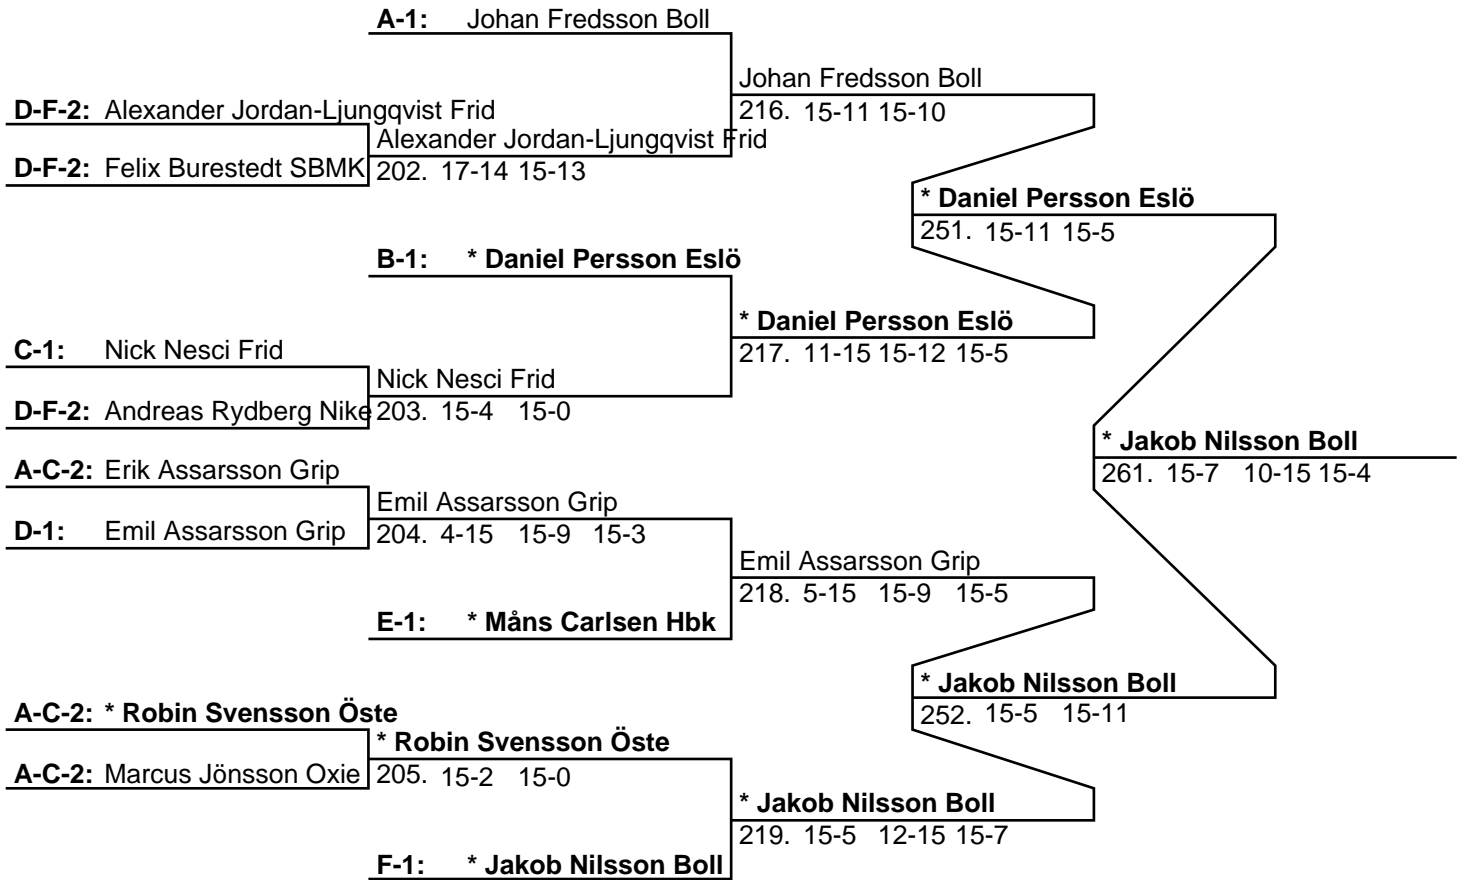 A-1: Johan Fredsson Boll
Johan Fredsson Boll
216. 15-11 15-10
D-F-2: Alexander Jordan-Ljungqvist Frid
Alexander Jordan-Ljungqvist Frid
D-F-2: Felix Burestedt SBMK
202. 17-14 15-13
* Daniel Persson Eslö
251. 15-11 15-5
B-1: * Daniel Persson Eslö
* Daniel Persson Eslö
217. 11-15 15-12 15-5
C-1: Nick Nesci Frid
Nick Nesci Frid
D-F-2: Andreas Rydberg Nike
203. 15-4 15-0
* Jakob Nilsson Boll
261. 15-7 10-15 15-4
A-C-2: Erik Assarsson Grip
Emil Assarsson Grip
D-1: Emil Assarsson Grip
204. 4-15 15-9 15-3
Emil Assarsson Grip
218. 5-15 15-9 15-5
E-1: * Måns Carlsen Hbk
* Jakob Nilsson Boll
252. 15-5 15-11
A-C-2: * Robin Svensson Öste
* Robin Svensson Öste
A-C-2: Marcus Jönsson Oxie
205. 15-2 15-0
* Jakob Nilsson Boll
219. 15-5 12-15 15-7
F-1: * Jakob Nilsson Boll